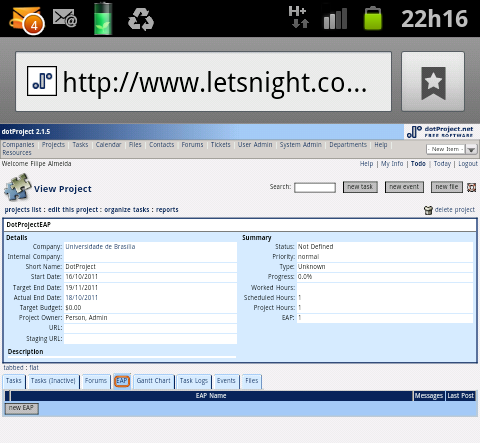 4
H+
22h16
http://www.letsnight.co...
dotProject 2.1.5
dotProject.net
FREE SOFTWARE
Companies Projects Tasks Calendar Files Forums Contacts Tickets User Admin System Admin Departments Help
Resources
- New Item -
Welcome Filipe Almeida
Help | My Info | Todo | Today | Logout
View Project
Search:
new task
new event
new file
projects list : edit this project : organize tasks : reports
delete project
DotProjectEAP
Details
Company: Universidade de Brasilia
Internal Company:
Short Name: DotProject
Start Date: 16/10/2011
Target End Date: 19/11/2011
Actual End Date: 18/10/2011
Target Budget: $0.00
Project Owner: Person, Admin
URL:
Staging URL:
Description
Summary
Status: Not Defined
Priority: normal
Type: Unknown
Progress: 0.0%
Worked Hours:
Scheduled Hours: 1
Project Hours: 1
EAP: 1
tabbed : flat
Tasks Tasks (Inactive) Forums EAP Gantt Chart Task Logs Events Files
EAP Name Messages Last Post
new EAP